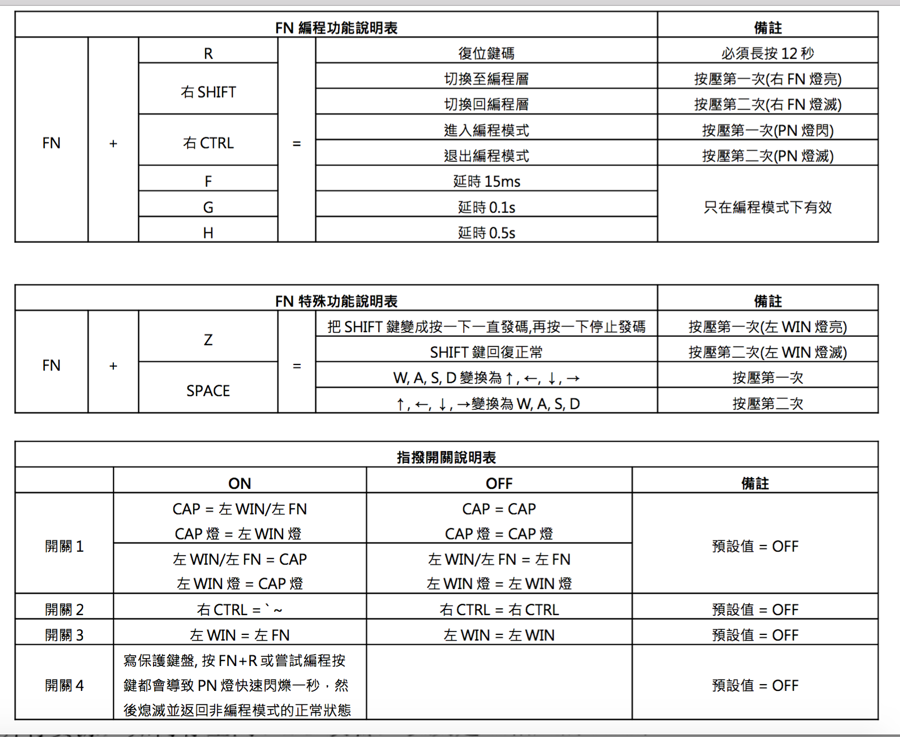 FN 編程功能說明表 備註
FN + R = 復位鍵碼 必須長按 12 秒
右 SHIFT 切換至編程層 按壓第一次(右 FN 燈亮)
切換回編程層 按壓第二次(右 FN 燈滅)
右 CTRL 進入編程模式 按壓第一次(PN 燈閃)
退出編程模式 按壓第二次(PN 燈滅)
F 延時 15ms 只在編程模式下有效
G 延時 0.1s
H 延時 0.5s
FN 特殊功能說明表 備註
FN + Z = 把 SHIFT 鍵變成按一下一直發碼,再按一下停止發碼 按壓第一次(左 WIN 燈亮)
SHIFT 鍵回復正常 按壓第二次(左 WIN 燈滅)
SPACE W, A, S, D 變換為↑, ←, ↓, → 按壓第一次
↑, ←, ↓, →變換為 W, A, S, D 按壓第二次
指撥開關說明表
ON OFF 備註
開關 1 CAP = 左 WIN/左 FN CAP = CAP 預設值 = OFF
CAP 燈 = 左 WIN 燈 CAP 燈 = CAP 燈
左 WIN/左 FN = CAP 左 WIN/左 FN = 左 FN
左 WIN 燈 = CAP 燈 左 WIN 燈 = 左 WIN 燈
開關 2 右 CTRL = ` ~ 右 CTRL = 右 CTRL 預設值 = OFF
開關 3 左 WIN = 左 FN 左 WIN = 左 WIN 預設值 = OFF
開關 4 寫保護鍵盤, 按 FN+R 或嘗試編程按 預設值 = OFF
鍵都會導致 PN 燈快速閃爍一秒，然
後熄滅並返回非編程模式的正常狀態